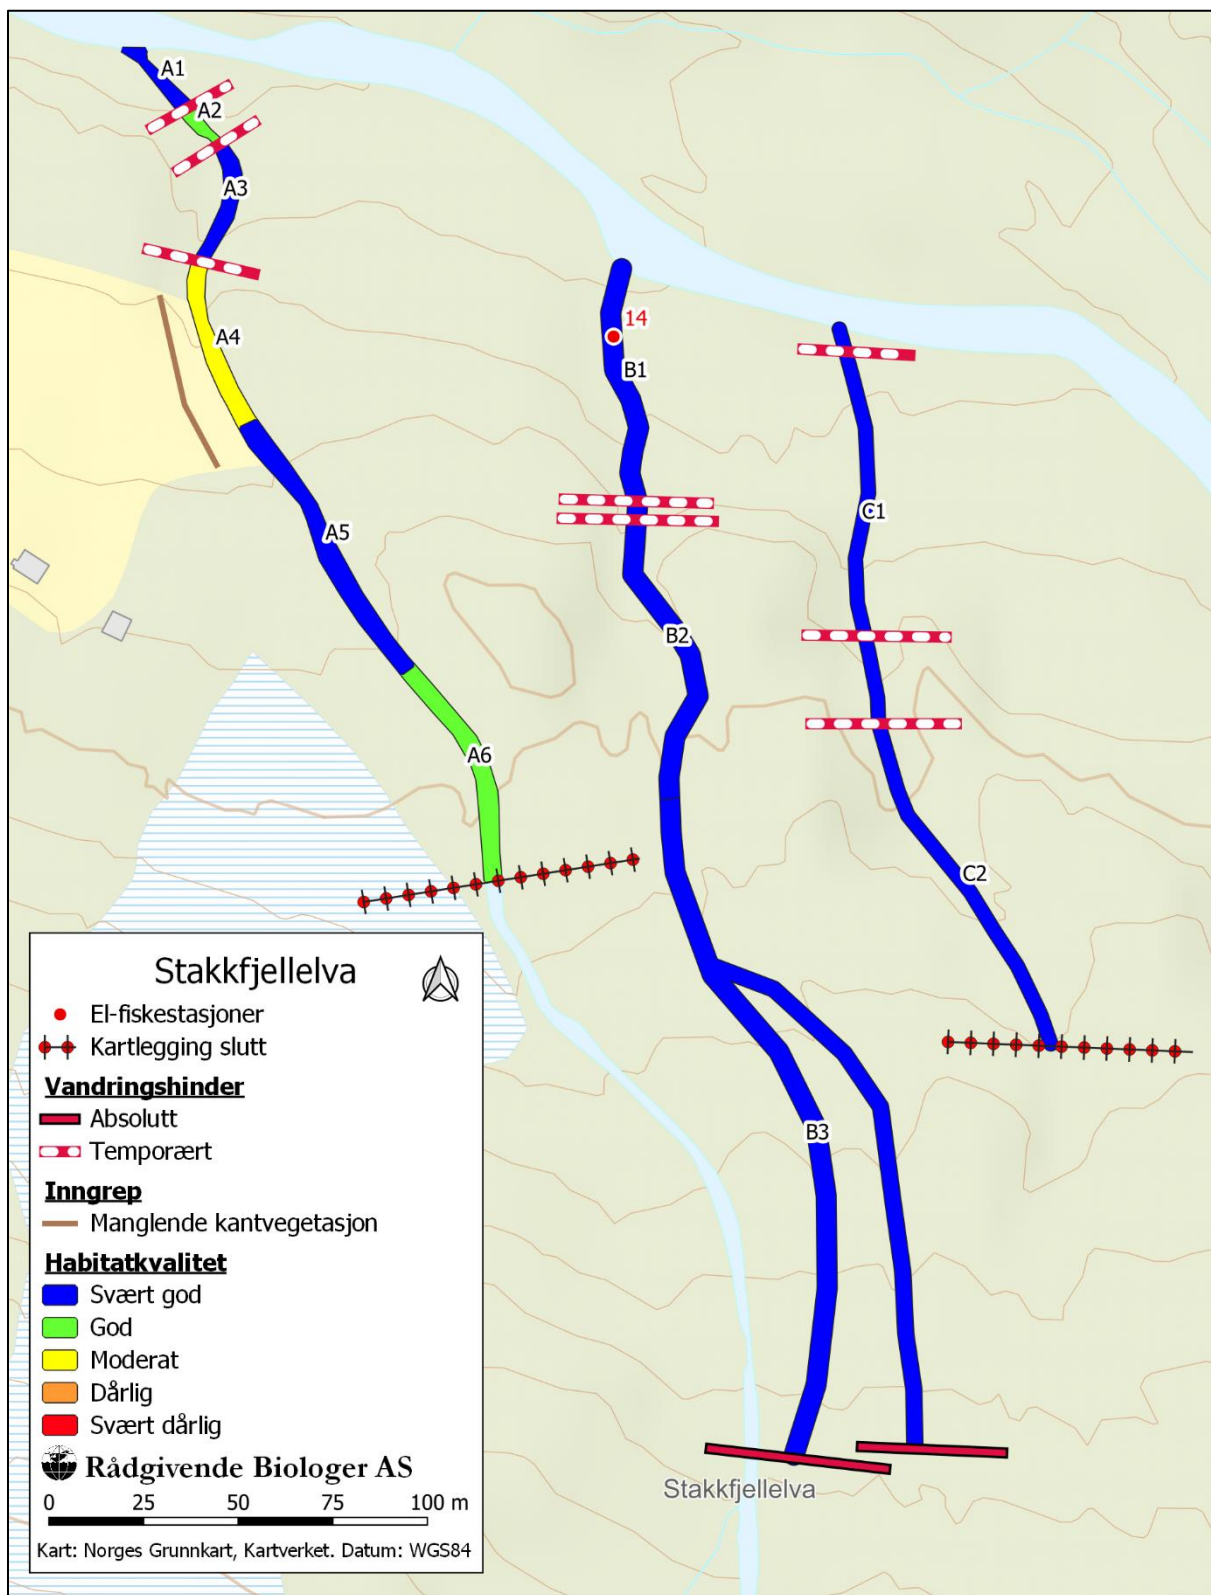 A1
A2
A3
A4
A5
A6
14
B1
B2
B3
C1
C2
Stakkfjellelva
Stakkfjellelva
El-fiskestasjoner
Kartlegging slutt
Vandringshinder
Absolutt
Temporært
Inngrep
Manglende kantvegetasjon
Habitatkvalitet
Svært god
God
Moderat
Dårlig
Svært dårlig
Rådgivende Biologer AS
0 25 50 75 100 m
Kart: Norges Grunnkart, Kartverket. Datum: WGS84